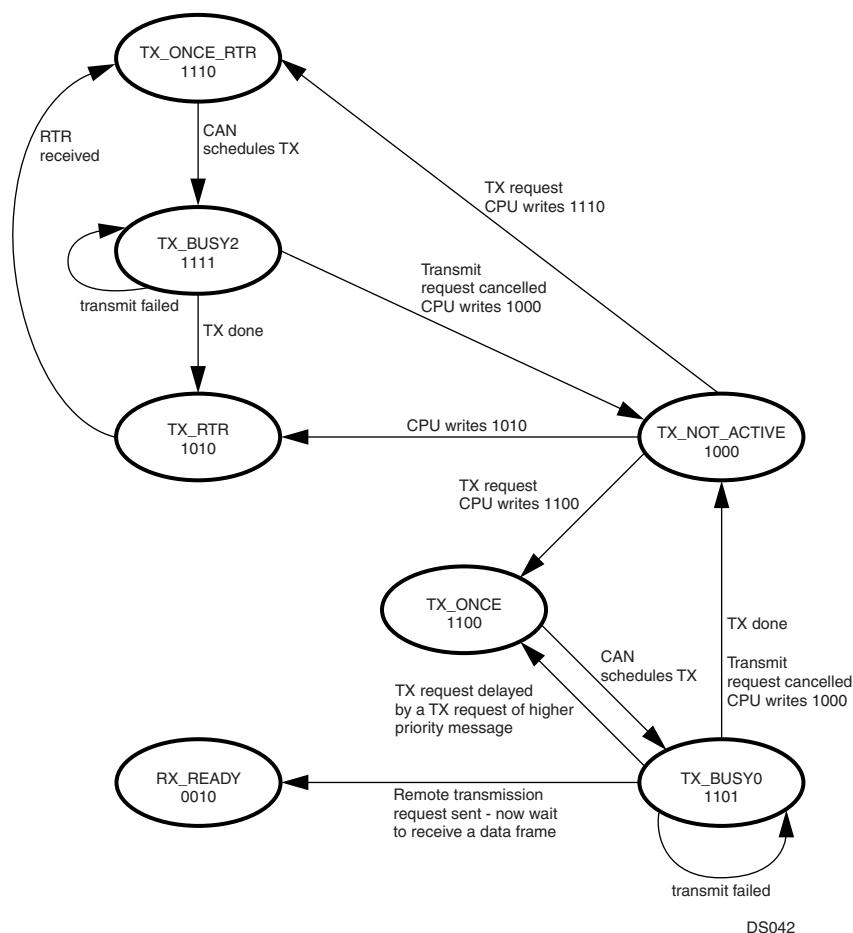 TX_ONCE_RTR
1110
RTR
received
CAN
schedules TX
TX request
CPU writes 1110
TX_BUSY2
1111
transmit failed
Transmit
request cancelled
CPU writes 1000
TX done
TX_RTR
1010
CPU writes 1010
TX_NOT_ACTIVE
1000
TX request
CPU writes 1100
TX_ONCE
1100
CAN
schedules TX
TX done
Transmit
request cancelled
CPU writes 1000
TX request delayed
by a TX request of higher
priority message
RX_READY
0010
Remote transmission
request sent - now wait
to receive a data frame
TX_BUSY0
1101
transmit failed
DS042